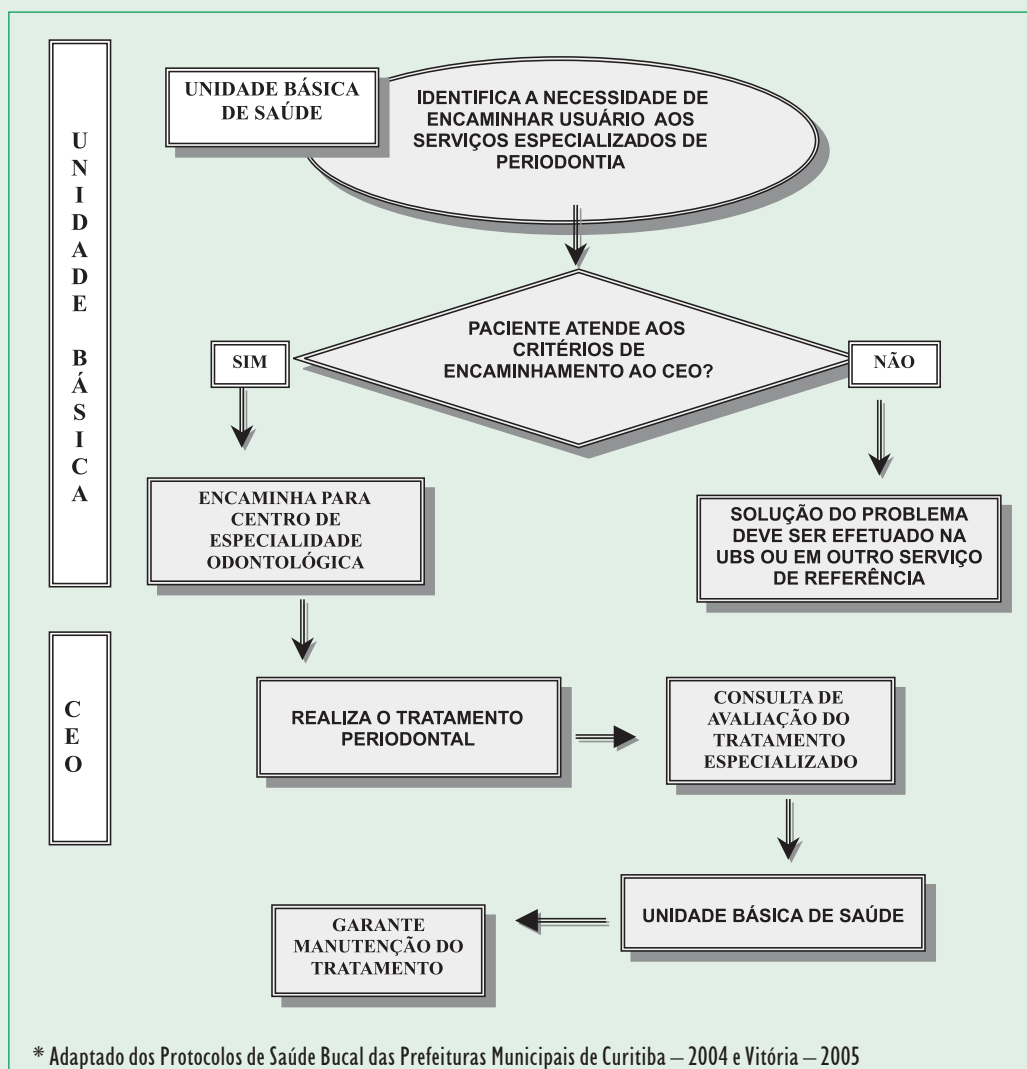 UNIDADE BÁSICA
UNIDADE BÁSICA
DE SAÚDE
IDENTIFICA A NECESSIDADE DE
ENCAMINHAR USUÁRIO AOS
SERVIÇOS ESPECIALIZADOS DE
PERIODONTIA
PACIENTE ATENDE AOS
CRITÉRIOS DE
ENCAMINHAMENTO AO CEO?
SIM
NÃO
ENCAMINHA PARA
CENTRO DE
ESPECIALIDADE
ODONTOLÓGICA
SOLUÇÃO DO PROBLEMA
DEVE SER EFETUADO NA
UBS OU EM OUTRO SERVIÇO
DE REFERÊNCIA
CEO
REALIZA O TRATAMENTO
PERIODONTAL
CONSULTA DE
AVALIAÇÃO DO
TRATAMENTO
ESPECIALIZADO
UNIDADE BÁSICA DE SAÚDE
GARANTE
MANUTENÇÃO DO
TRATAMENTO
* Adaptado dos Protocolos de Saúde Bucal das Prefeituras Municipais de Curitiba – 2004 e Vitória – 2005